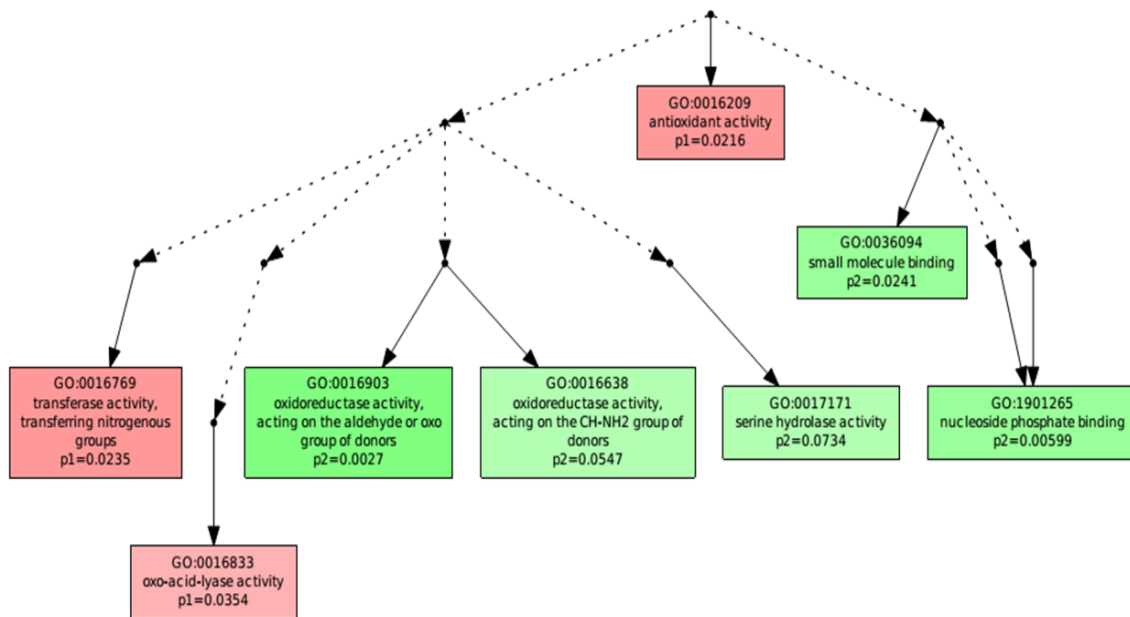 GO:0016209
antioxidant activity
p1=0.0216
GO:0036094
small molecule binding
p2=0.0241
GO:0016769
transferase activity,
transferring nitrogenous
groups
p1=0.0235
GO:0016903
oxidoreductase activity,
acting on the aldehyde or oxo
group of donors
p2=0.0027
GO:0016638
oxidoreductase activity,
acting on the CH-NH2 group of
donors
p2=0.0547
GO:0017171
serine hydrolase activity
p2=0.0734
GO:1901265
nucleoside phosphate binding
p2=0.00599
GO:0016833
oxo-acid-lyase activity
p1=0.0354